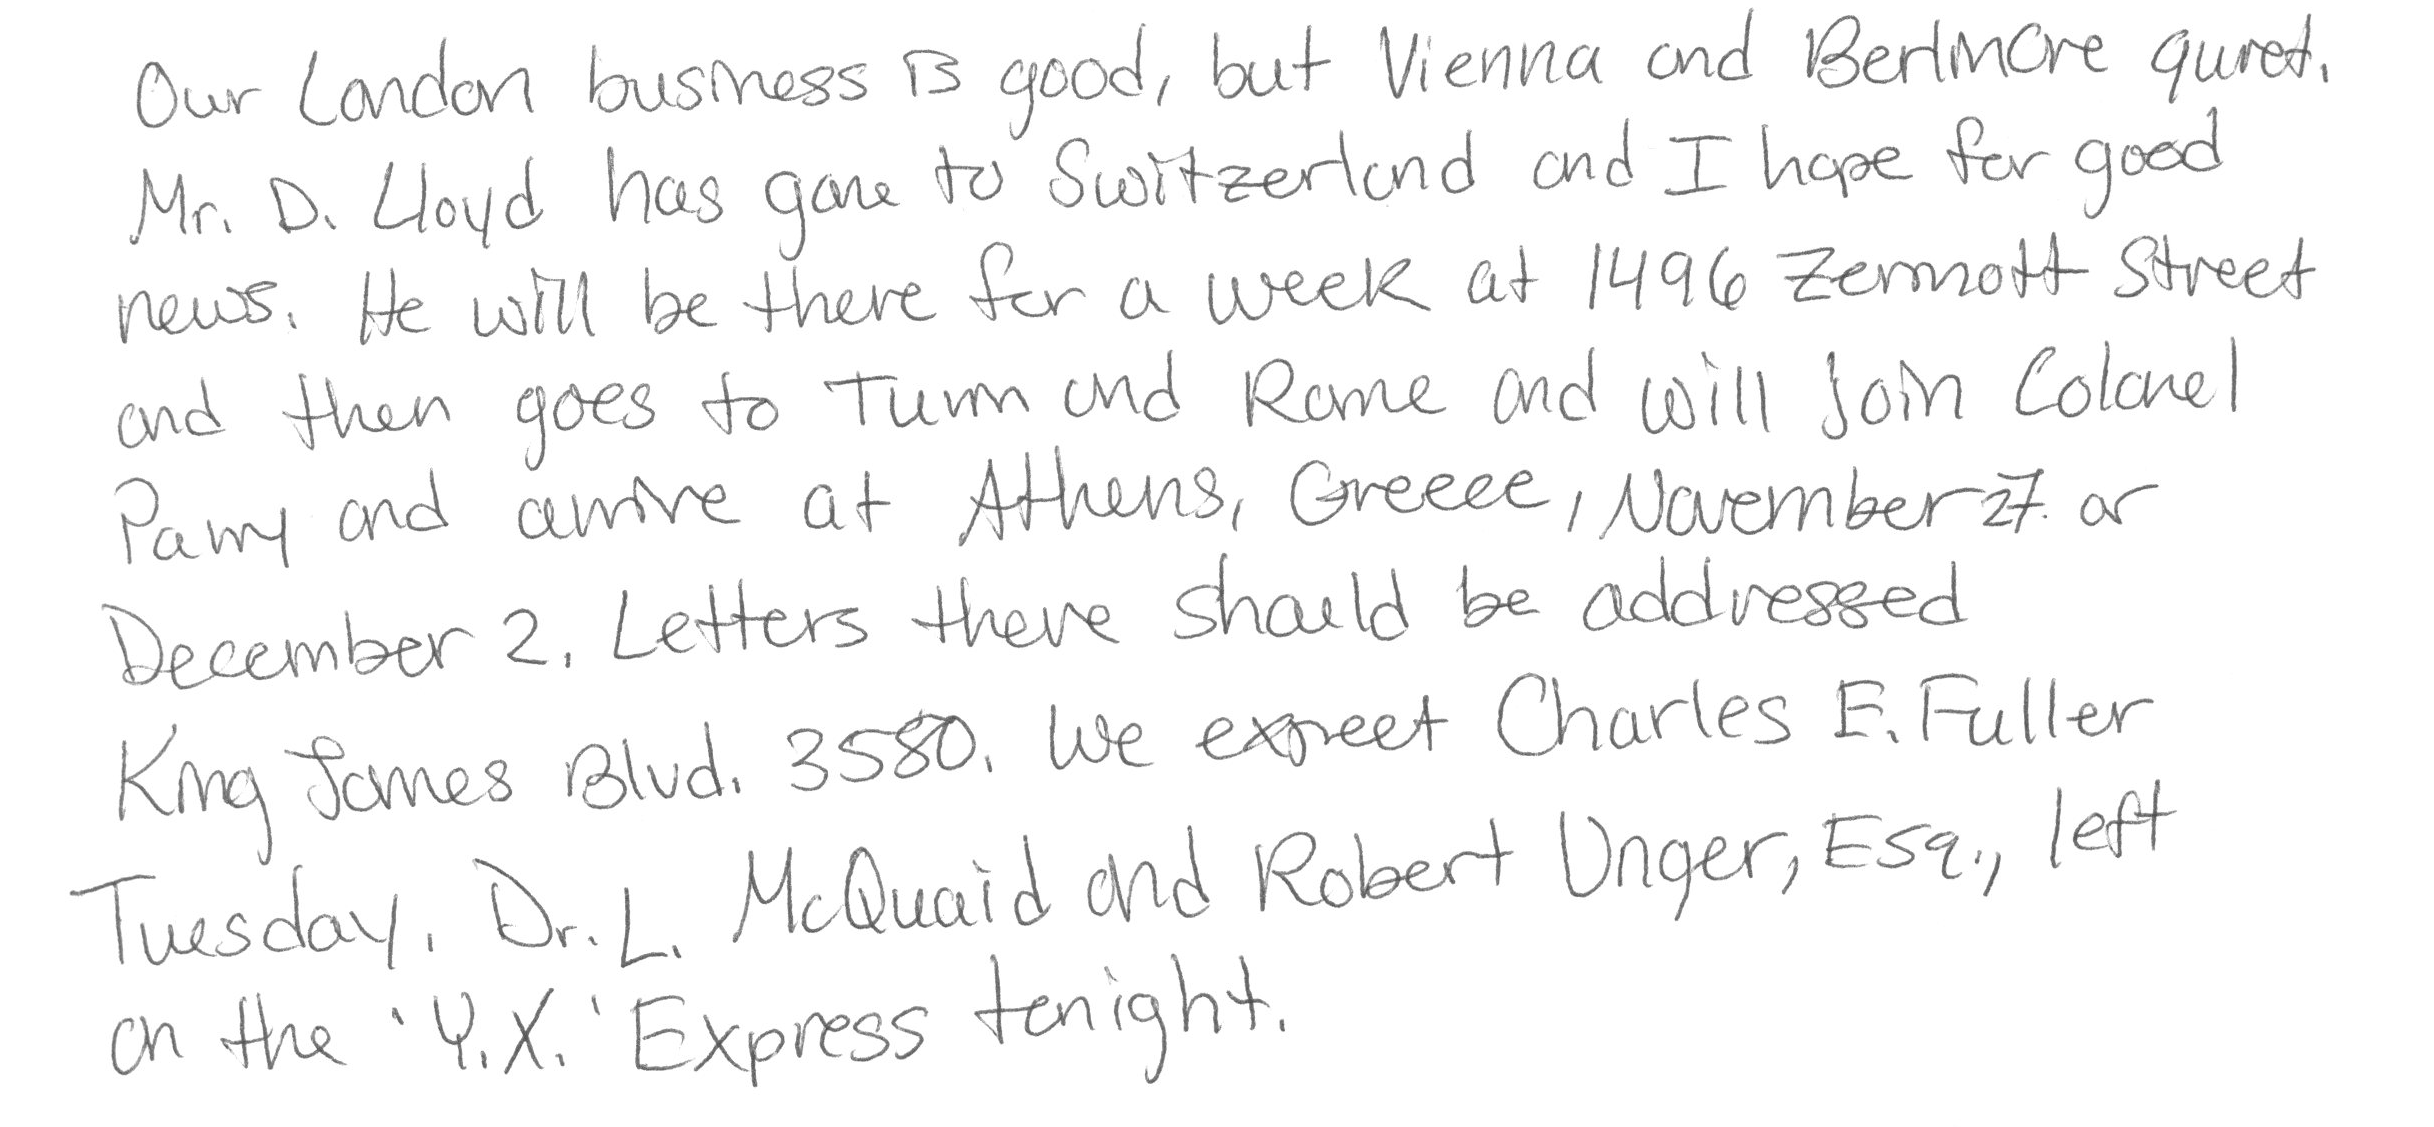 Our London business is good, but Vienna and Berlin are quiet.
Mr. D. Lloyd has gone to Switzerland and I hope for good
news. He will be there for a week at 1496 Zermott Street
and then goes to Turin and Rome and will join Colonel
Parry and arrive at Athens, Greece, November 27. or
December 2. Letters there should be addressed
King James Blvd. 3580. We expect Charles E. Fuller
Tuesday. Dr. L. McQuaid and Robert Unger, Esq., left
on the 'Y.X.' Express tonight.